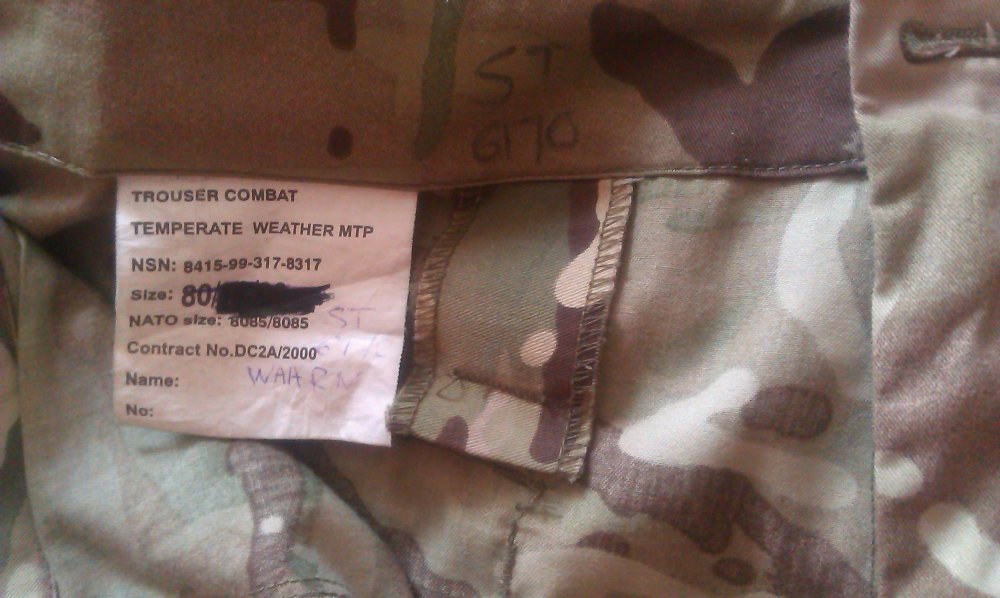 ST
6170
TROUSER COMBAT
TEMPERATE WEATHER MTP
NSN: 8415-99-317-8317
Size: 80/
NATO size: 8085/8085 ST
Contract No.DC2A/2000
Name: WAARN
No: